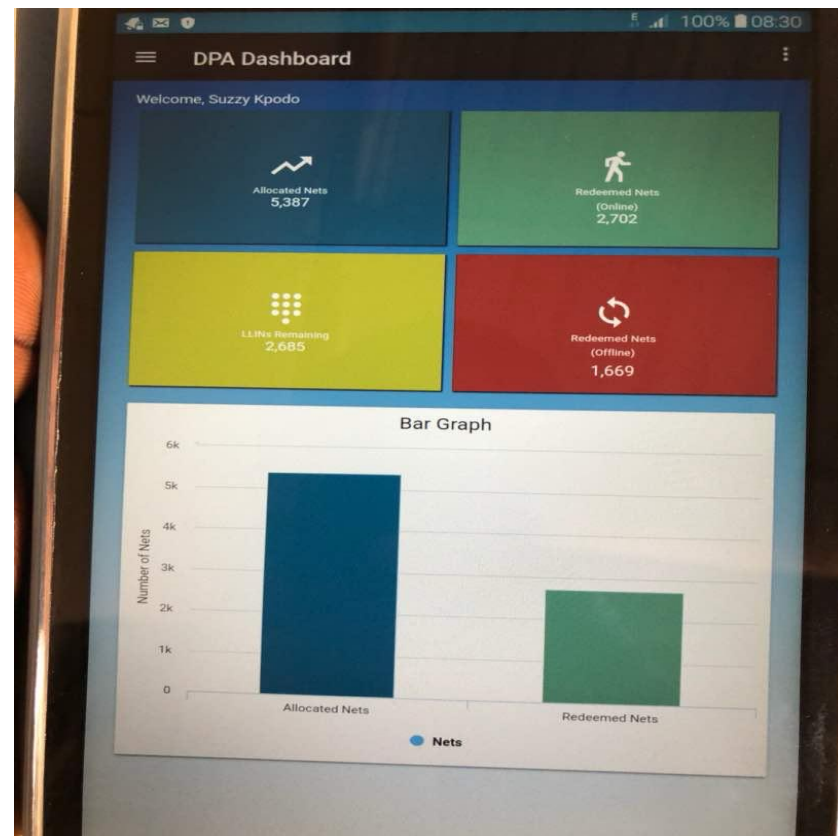 100% 08:30
DPA Dashboard
Welcome, Suzzy Kpodo
Allocated Nets
5,387
Redeemed Nets
(Online)
2,702
LLINs Remaining
2,685
Redeemed Nets
(Offline)
1,669
Bar Graph
6k
5k
4k
3k
2k
1k
0
Number of Nets
Allocated Nets
Redeemed Nets
Nets